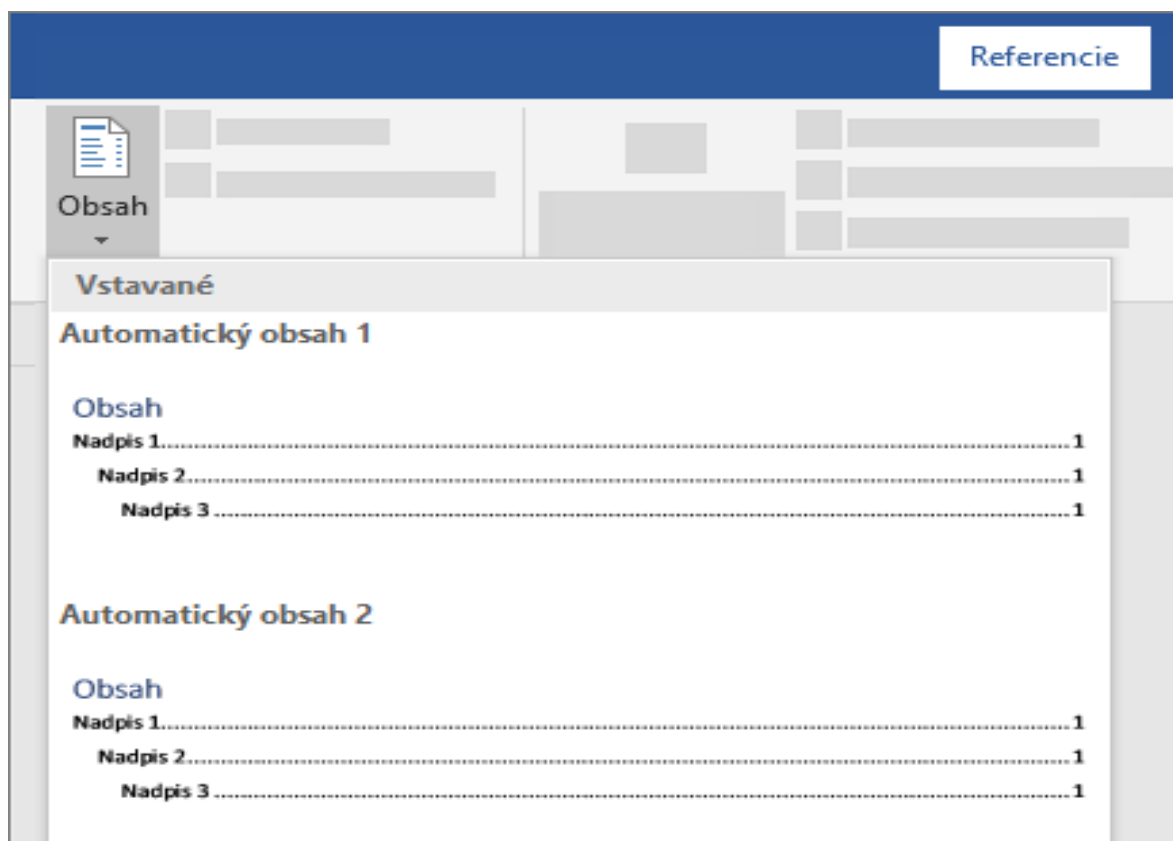 Referencie
Obsah
Vstavané
Automatický obsah 1
Obsah
Nadpis 1..........1
Nadpis 2..........1
Nadpis 3..........1
Automatický obsah 2
Obsah
Nadpis 1..........1
Nadpis 2..........1
Nadpis 3..........1